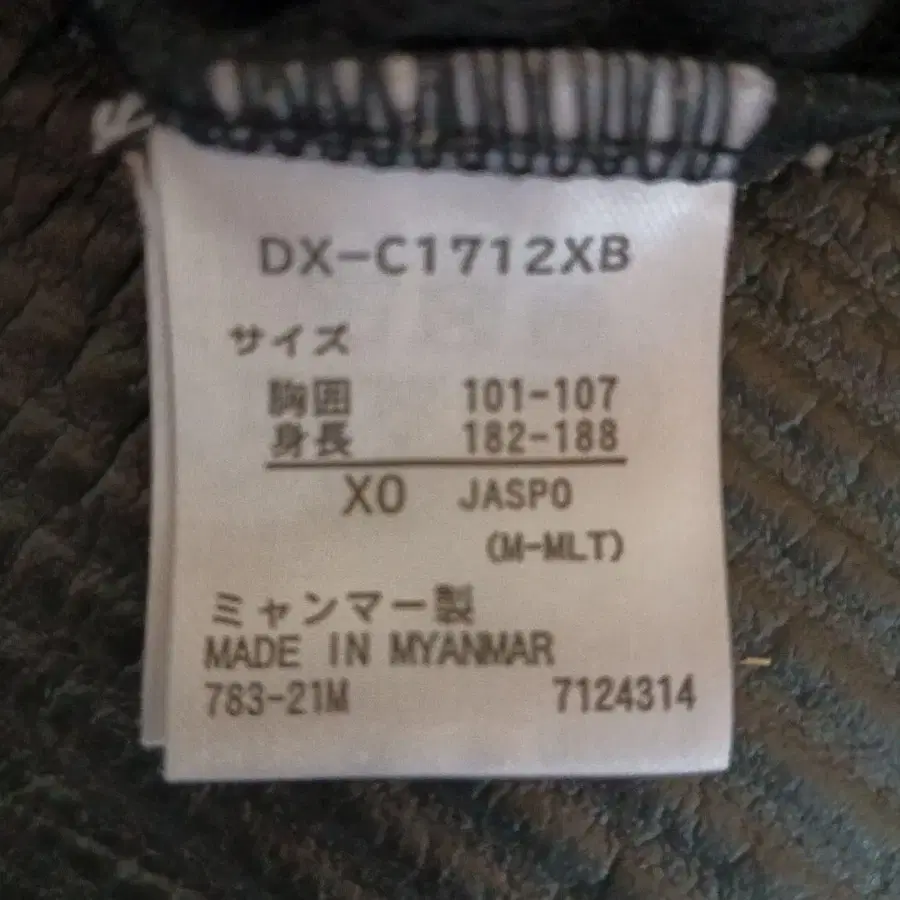 DX-C1712XB
サイズ
胸囲 101-107
身長 182-188
XO JASPO
(M-MLT)
ミャンマー製
MADE IN MYANMAR
783-21M 7124314